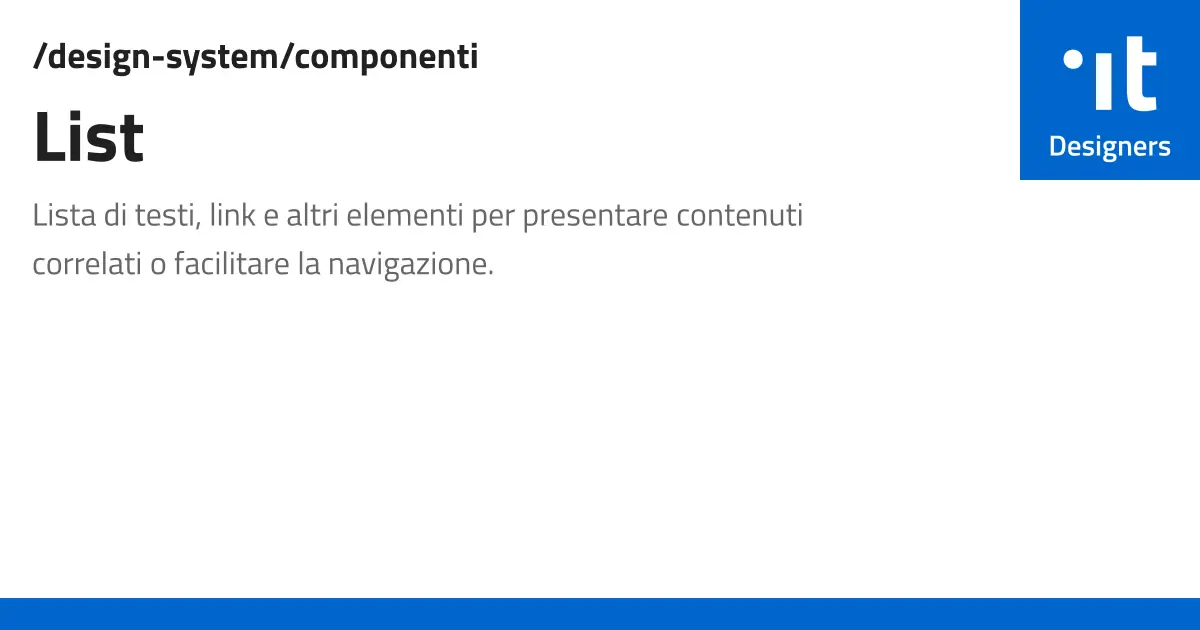 /design-system/componenti
List
Lista di testi, link e altri elementi per presentare contenuti
correlati o facilitare la navigazione.
it
Designers